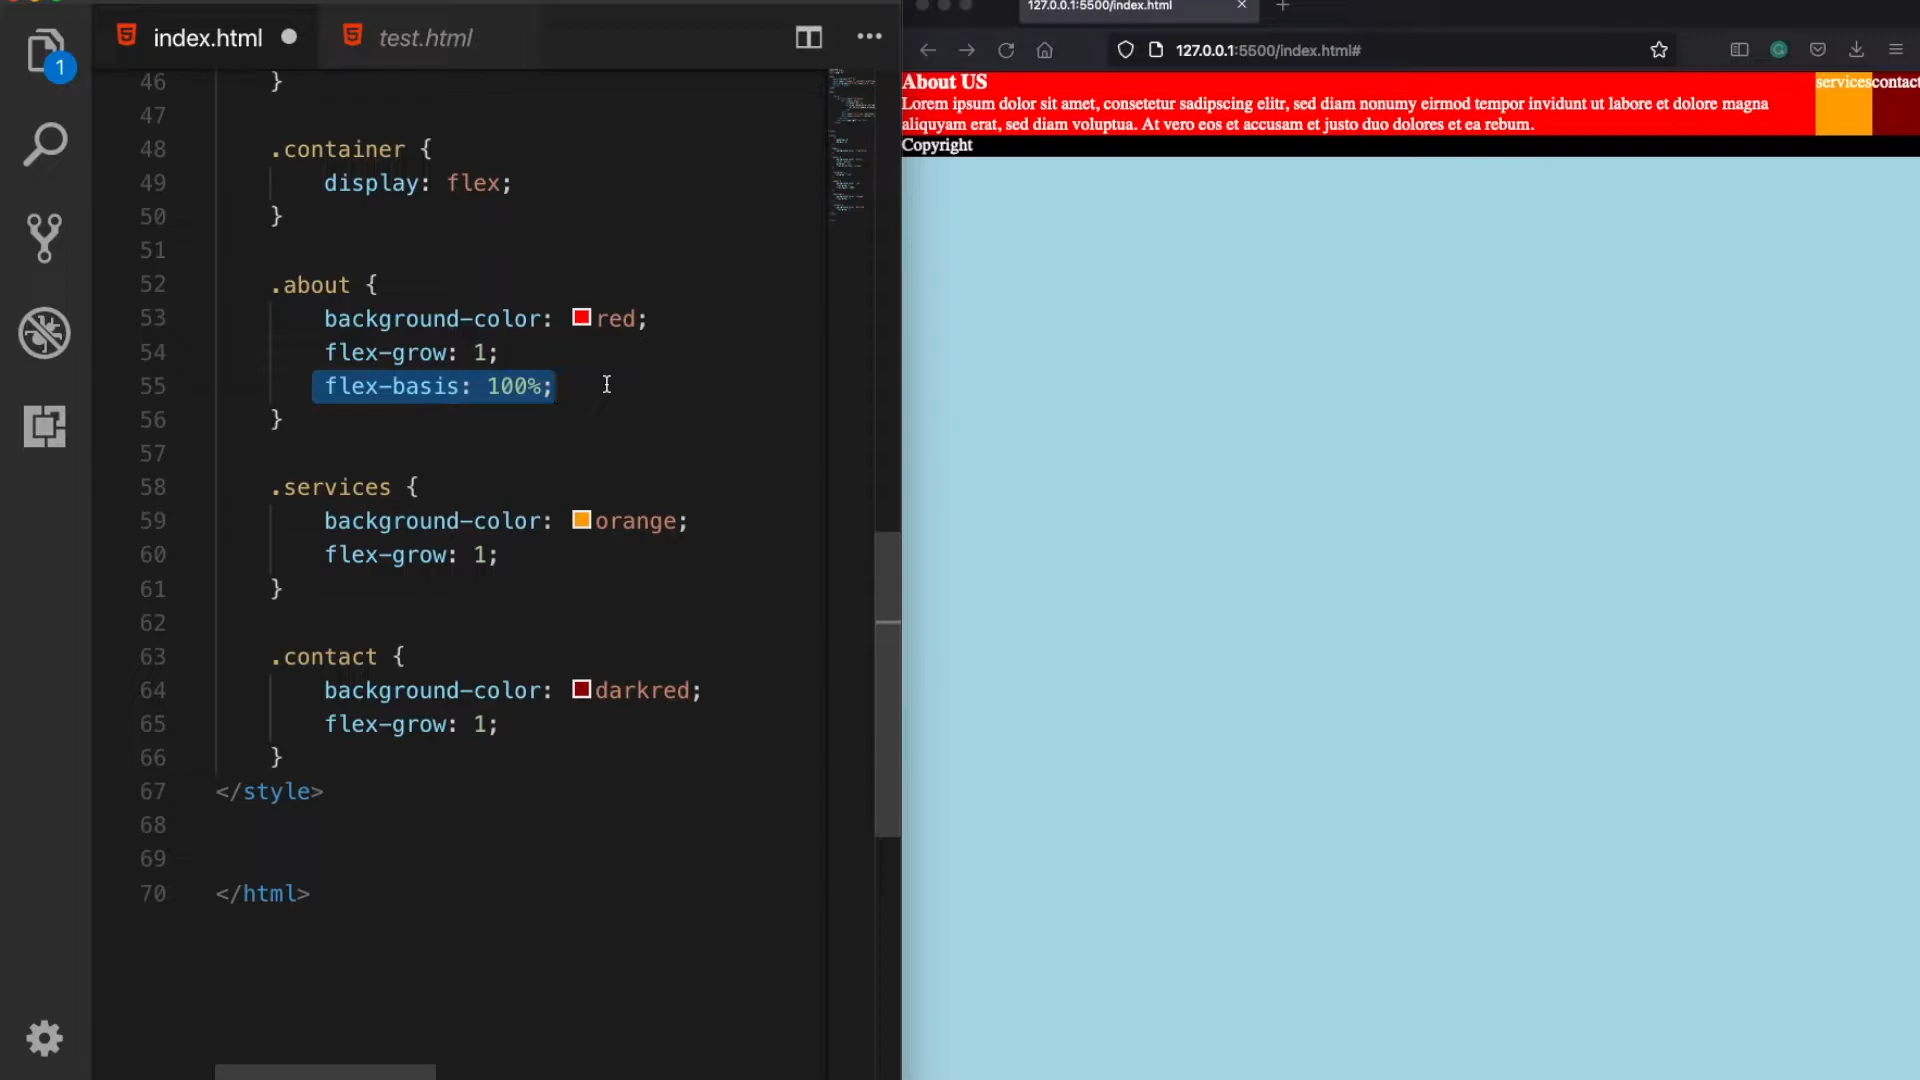 index.html
test.html
1
46 }
47
48 .container {
49 display: flex;
50 }
51
52 .about {
53 background-color: red;
54 flex-grow: 1;
55 flex-basis: 100%;
56 }
57
58 .services {
59 background-color: orange;
60 flex-grow: 1;
61 }
62
63 .contact {
64 background-color: darkred;
65 flex-grow: 1;
66 }
67 </style>
68
69
70 </html>
127.0.0.1:5500/index.html
127.0.0.1:5500/index.html#
About US
Lorem ipsum dolor sit amet, consetetur sadipscing elitr, sed diam nonumy eirmod tempor invidunt ut labore et dolore magna
aliquyam erat, sed diam voluptua. At vero eos et accusam et justo duo dolores et ea rebum.
services
contact
Copyright